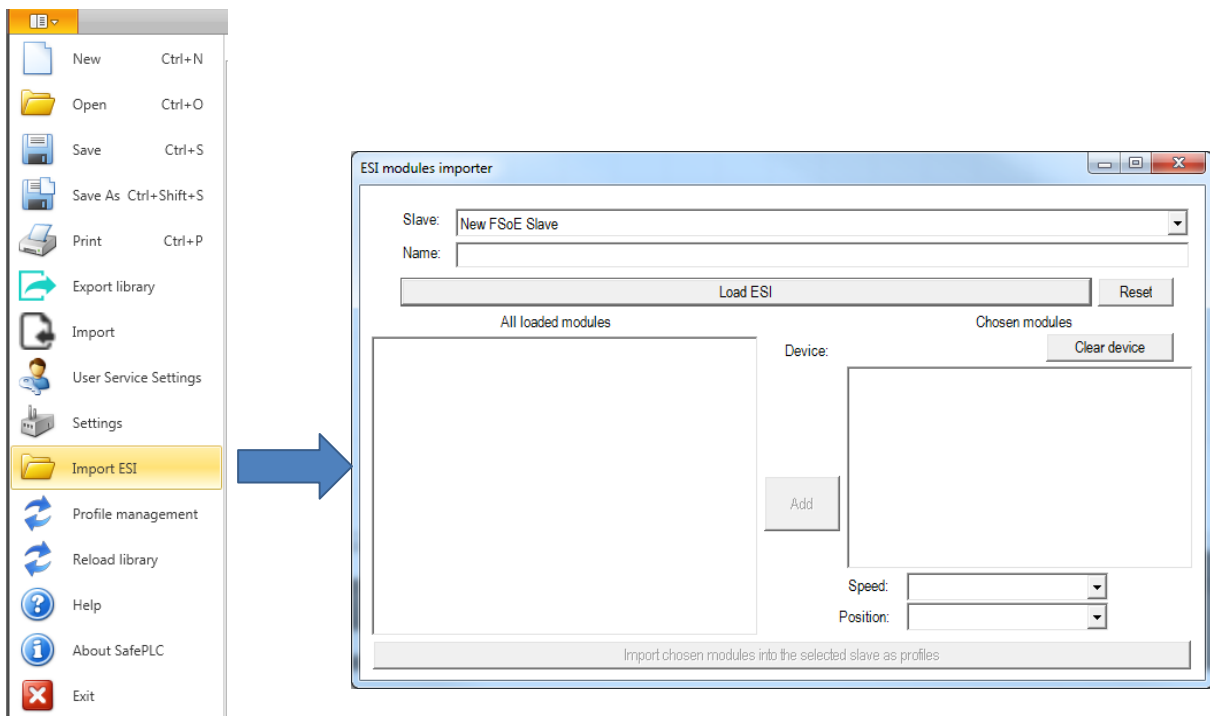 New Ctrl+N
Open Ctrl+O
Save Ctrl+S
Save As Ctrl+Shift+S
Print Ctrl+P
Export library
Import
User Service Settings
Settings
Import ESI
Profile management
Reload library
Help
About SafePLC
Exit
ESI modules importer
Slave: New FSoE Slave
Name:
Load ESI Reset
All loaded modules Chosen modules
Device: Clear device
Add
Speed:
Position:
Import chosen modules into the selected slave as profiles